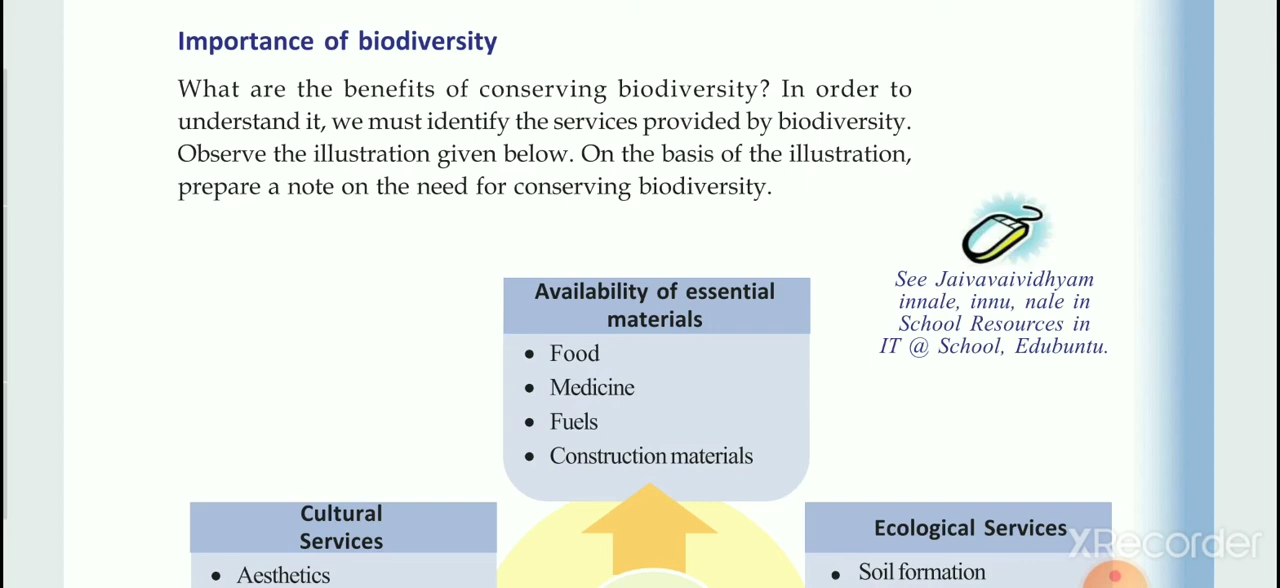 Importance of biodiversity
What are the benefits of conserving biodiversity? In order to
understand it, we must identify the services provided by biodiversity.
Observe the illustration given below. On the basis of the illustration,
prepare a note on the need for conserving biodiversity.
See Jaivavaividhyam
innale, innu, nale in
School Resources in
IT @ School, Edubuntu.
Availability of essential
materials
• Food
• Medicine
• Fuels
• Construction materials
Cultural
Services
• Aesthetics
Ecological Services
• Soil formation
XRecorder